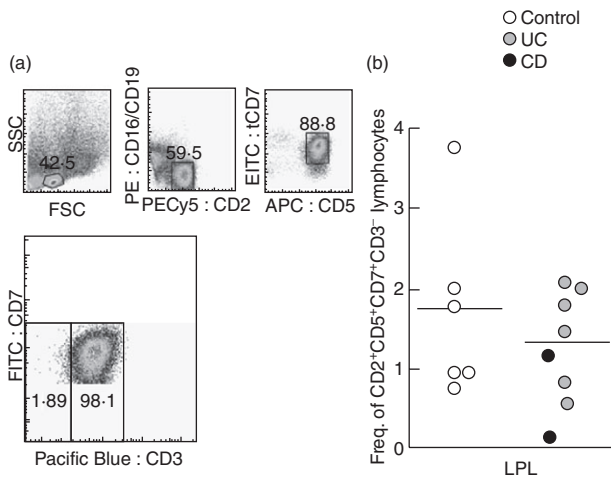 Control
UC
CD
(a)
(b)
SSC
42·5
FSC
PE : CD16/CD19
59·5
PECy5 : CD2
EITC : tCD7
88·8
APC : CD5
FITC : CD7
1·89
98·1
Pacific Blue : CD3
Freq. of CD2⁺CD5⁺CD7⁺CD3⁻ lymphocytes
4
3
2
1
0
LPL